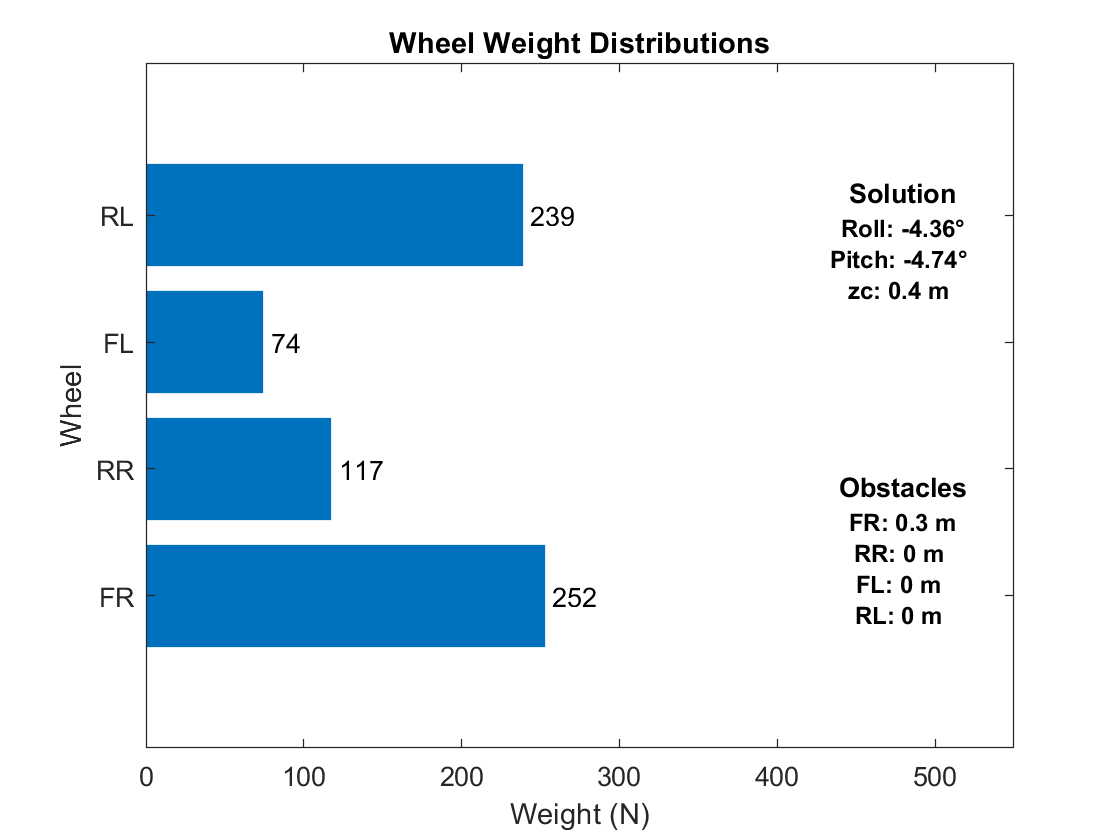 Wheel Weight Distributions
RL
239
FL
74
RR
117
FR
252
Wheel
Solution
Roll: -4.36°
Pitch: -4.74°
zc: 0.4 m
Obstacles
FR: 0.3 m
RR: 0 m
FL: 0 m
RL: 0 m
0 100 200 300 400 500
Weight (N)